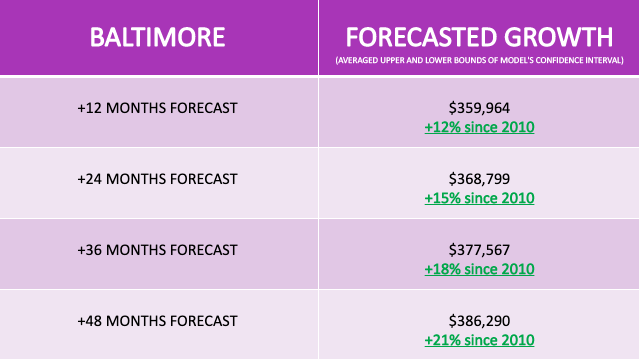 BALTIMORE
FORECASTED GROWTH
(AVERAGED UPPER AND LOWER BOUNDS OF MODEL'S CONFIDENCE INTERVAL)
+12 MONTHS FORECAST
$359,964
+12% since 2010
+24 MONTHS FORECAST
$368,799
+15% since 2010
+36 MONTHS FORECAST
$377,567
+18% since 2010
+48 MONTHS FORECAST
$386,290
+21% since 2010